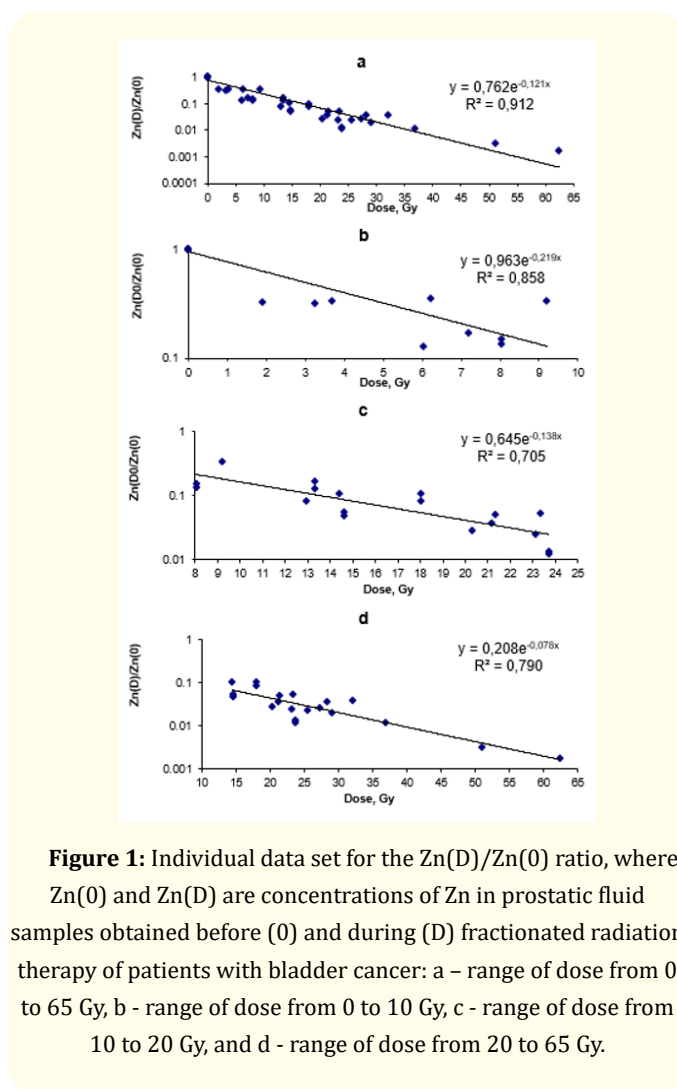 a
Zn(D)/Zn(0)
y = 0,762e^-0,121x
R² = 0,912
1
0.1
0.01
0.001
0.0001
0 5 10 15 20 25 30 35 40 45 50 55 60 65
Dose, Gy
b
Zn(D0/Zn(0)
y = 0,963e^-0,219x
R² = 0,858
1
0.1
0 1 2 3 4 5 6 7 8 9 10
Dose, Gy
c
Zn(D0/Zn(0)
y = 0,645e^-0,138x
R² = 0,705
1
0.1
0.01
8 9 10 11 12 13 14 15 16 17 18 19 20 21 22 23 24 25
Dose, Gy
d
Zn(D)/Zn(0)
y = 0,208e^-0,078x
R² = 0,790
1
0.1
0.01
0.001
10 15 20 25 30 35 40 45 50 55 60 65
Dose, Gy
Figure 1: Individual data set for the Zn(D)/Zn(0) ratio, where
Zn(0) and Zn(D) are concentrations of Zn in prostatic fluid
samples obtained before (0) and during (D) fractionated radiation
therapy of patients with bladder cancer: a – range of dose from 0
to 65 Gy, b - range of dose from 0 to 10 Gy, c - range of dose from
10 to 20 Gy, and d - range of dose from 20 to 65 Gy.